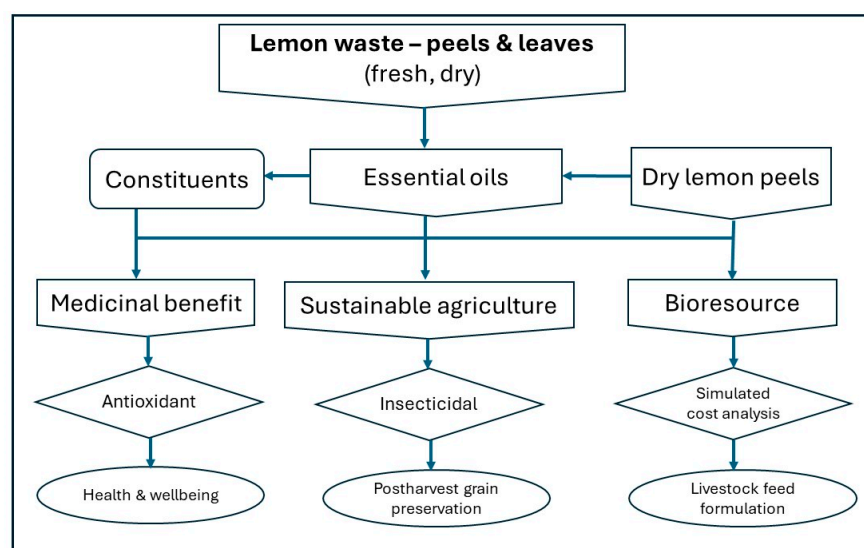 Lemon waste – peels & leaves
(fresh, dry)
Constituents
Essential oils
Dry lemon peels
Medicinal benefit
Sustainable agriculture
Bioresource
Antioxidant
Insecticidal
Simulated
cost analysis
Health & wellbeing
Postharvest grain
preservation
Livestock feed
formulation